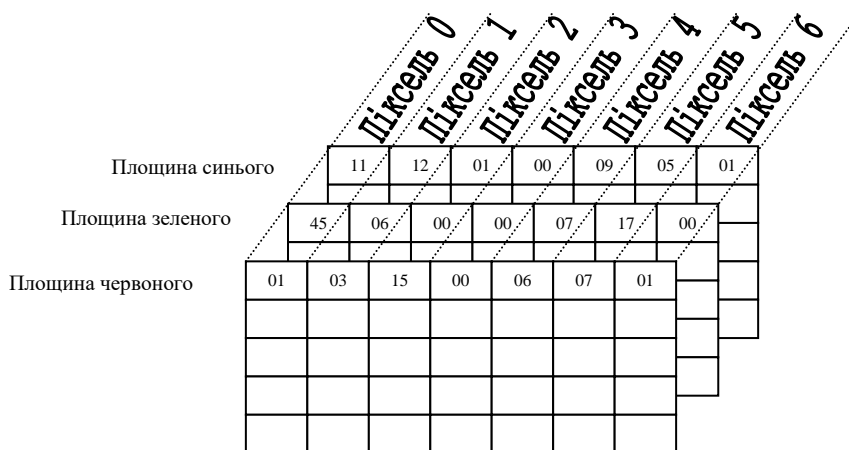 Піксель 0 Піксель 1 Піксель 2 Піксель 3 Піксель 4 Піксель 5 Піксель 6
Площина синього 11 12 01 00 09 05 01
Площина зеленого 45 06 00 00 07 17 00
Площина червоного 01 03 15 00 06 07 01